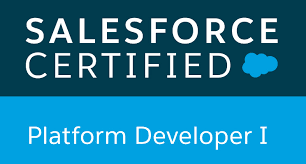 SALESFORCE
CERTIFIED
Platform Developer I